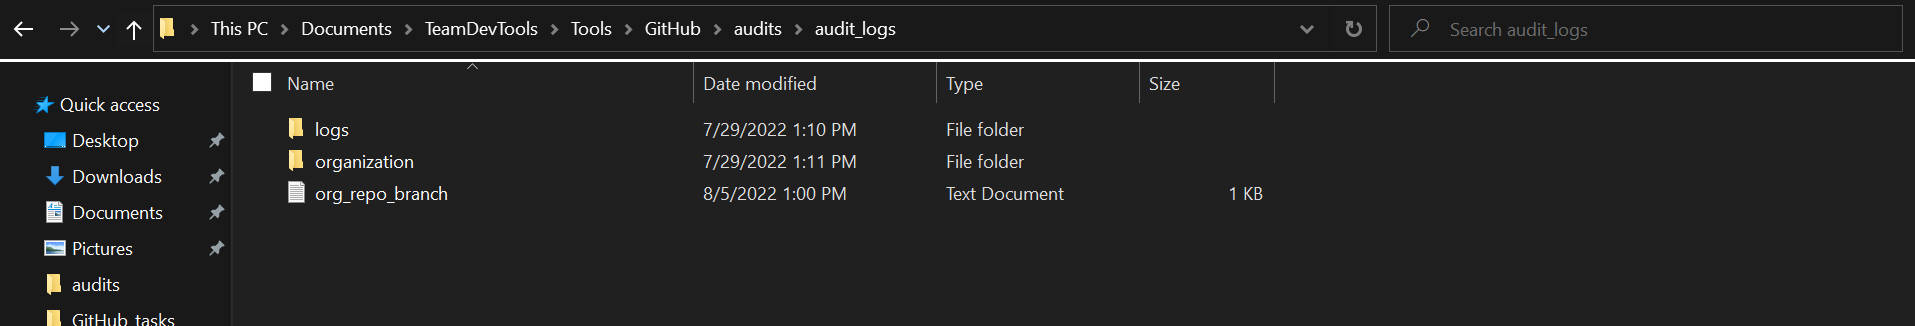 This PC > Documents > TeamDevTools > Tools > GitHub > audits > audit_logs
Search audit_logs
Name Date modified Type Size
Quick access
Desktop
Downloads
Documents
Pictures
audits
GitHub_tasks
logs 7/29/2022 1:10 PM File folder
organization 7/29/2022 1:11 PM File folder
org_repo_branch 8/5/2022 1:00 PM Text Document 1 KB